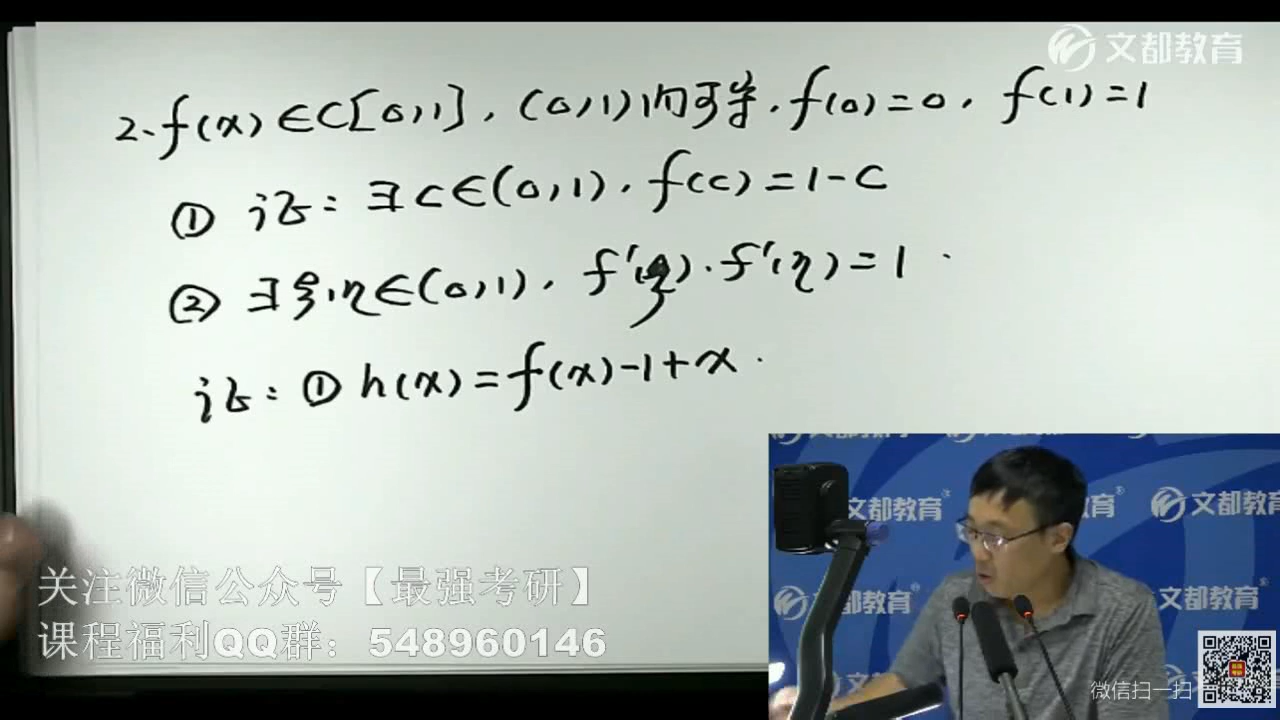 文都教育
2. f(x)∈C[0,1], (0,1)内可导, f(0)=0, f(1)=1
① 证: ∃c∈(0,1), f(c)=1-c
② ∃ξ,η∈(0,1), f'(ξ)·f'(η)=1.
证: ① h(x)=f(x)-1+x.
文都教育
教育
文都教育
文都教育
文都教育
关注微信公众号【最强考研】
课程福利QQ群：548960146
微信扫一扫